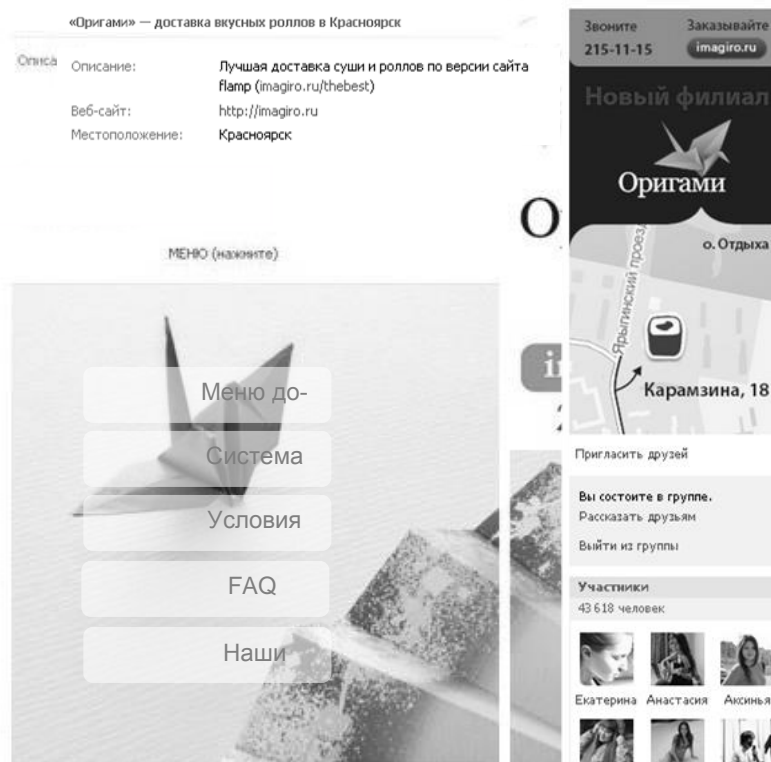 «Оригами» — доставка вкусных роллов в Красноярск
Описа
Описание: Лучшая доставка суши и роллов по версии сайта
flamp (imagiro.ru/thebest)
Веб-сайт: http://imagiro.ru
Местоположение: Красноярск
МЕНЮ (нажмите)
Меню до-
Система
Условия
FAQ
Наши
Ор
Звоните Заказывайте
215-11-15 imagiro.ru
Новый филиал
Оригами
о. Отдыха
Ярыгинский проезд
Карамзина, 18
Пригласить друзей
Вы состоите в группе.
Рассказать друзьям
Выйти из группы
Участники
43 618 человек
Екатерина Анастасия Аксинья